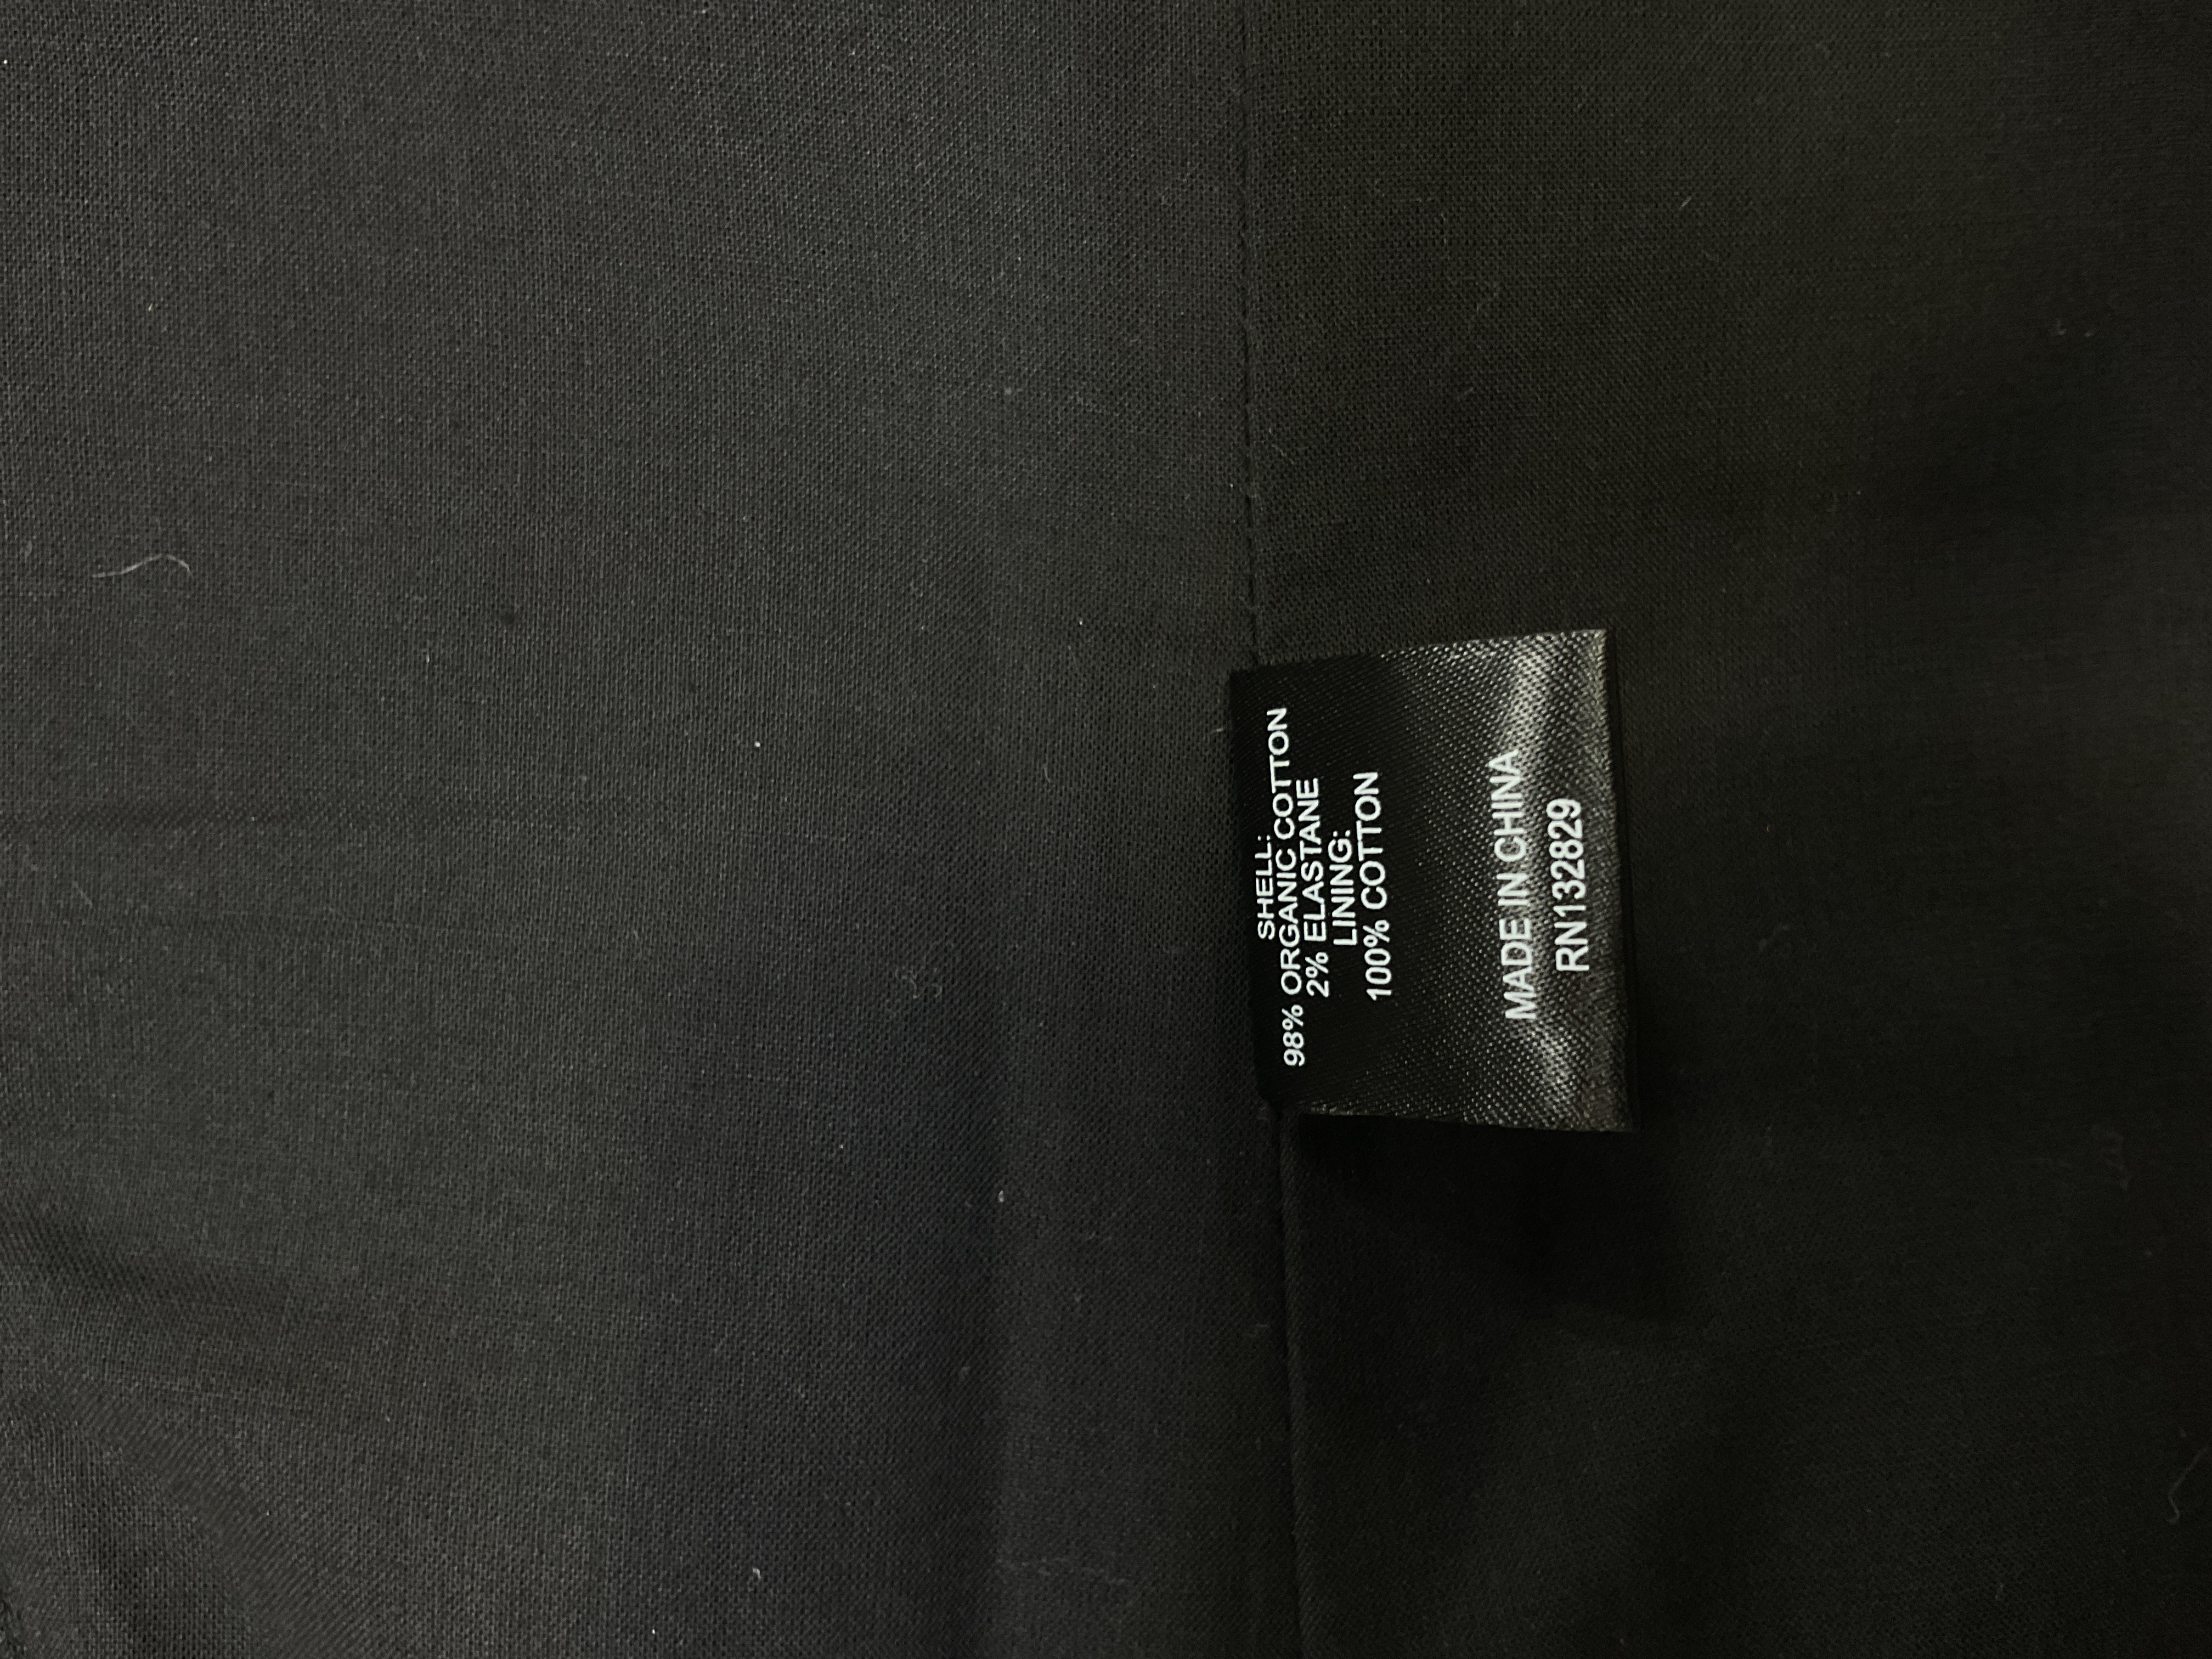 SHELL:
98% ORGANIC COTTON
2% ELASTANE
LINING:
100% COTTON
MADE IN CHINA
RN132829